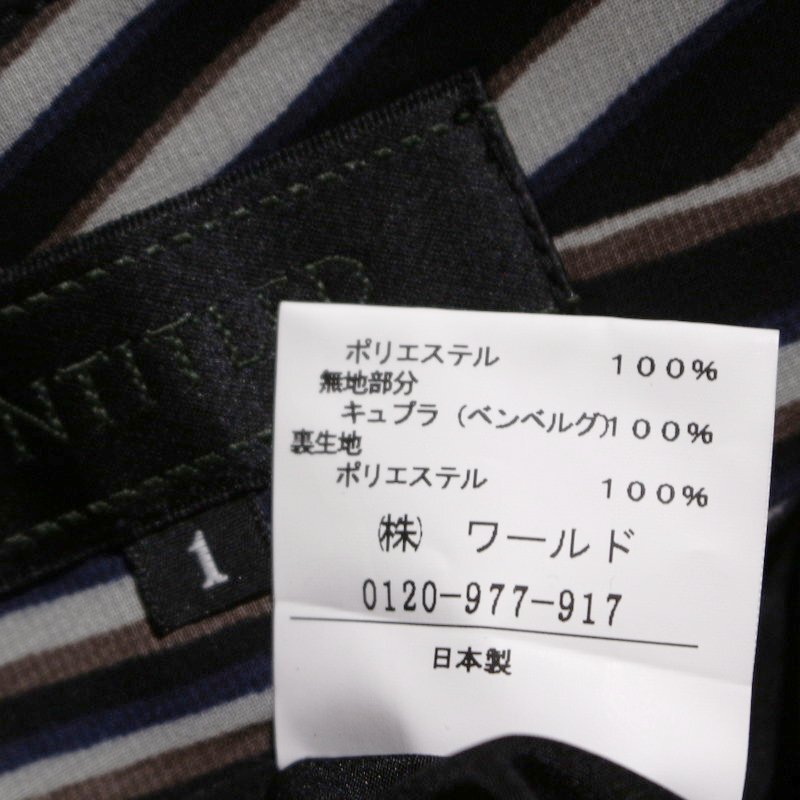 ポリエステル 100%
無地部分
キュプラ（ベンベルグ）100%
裏生地
ポリエステル 100%
㈱ ワールド
0120-977-917
日本製
1